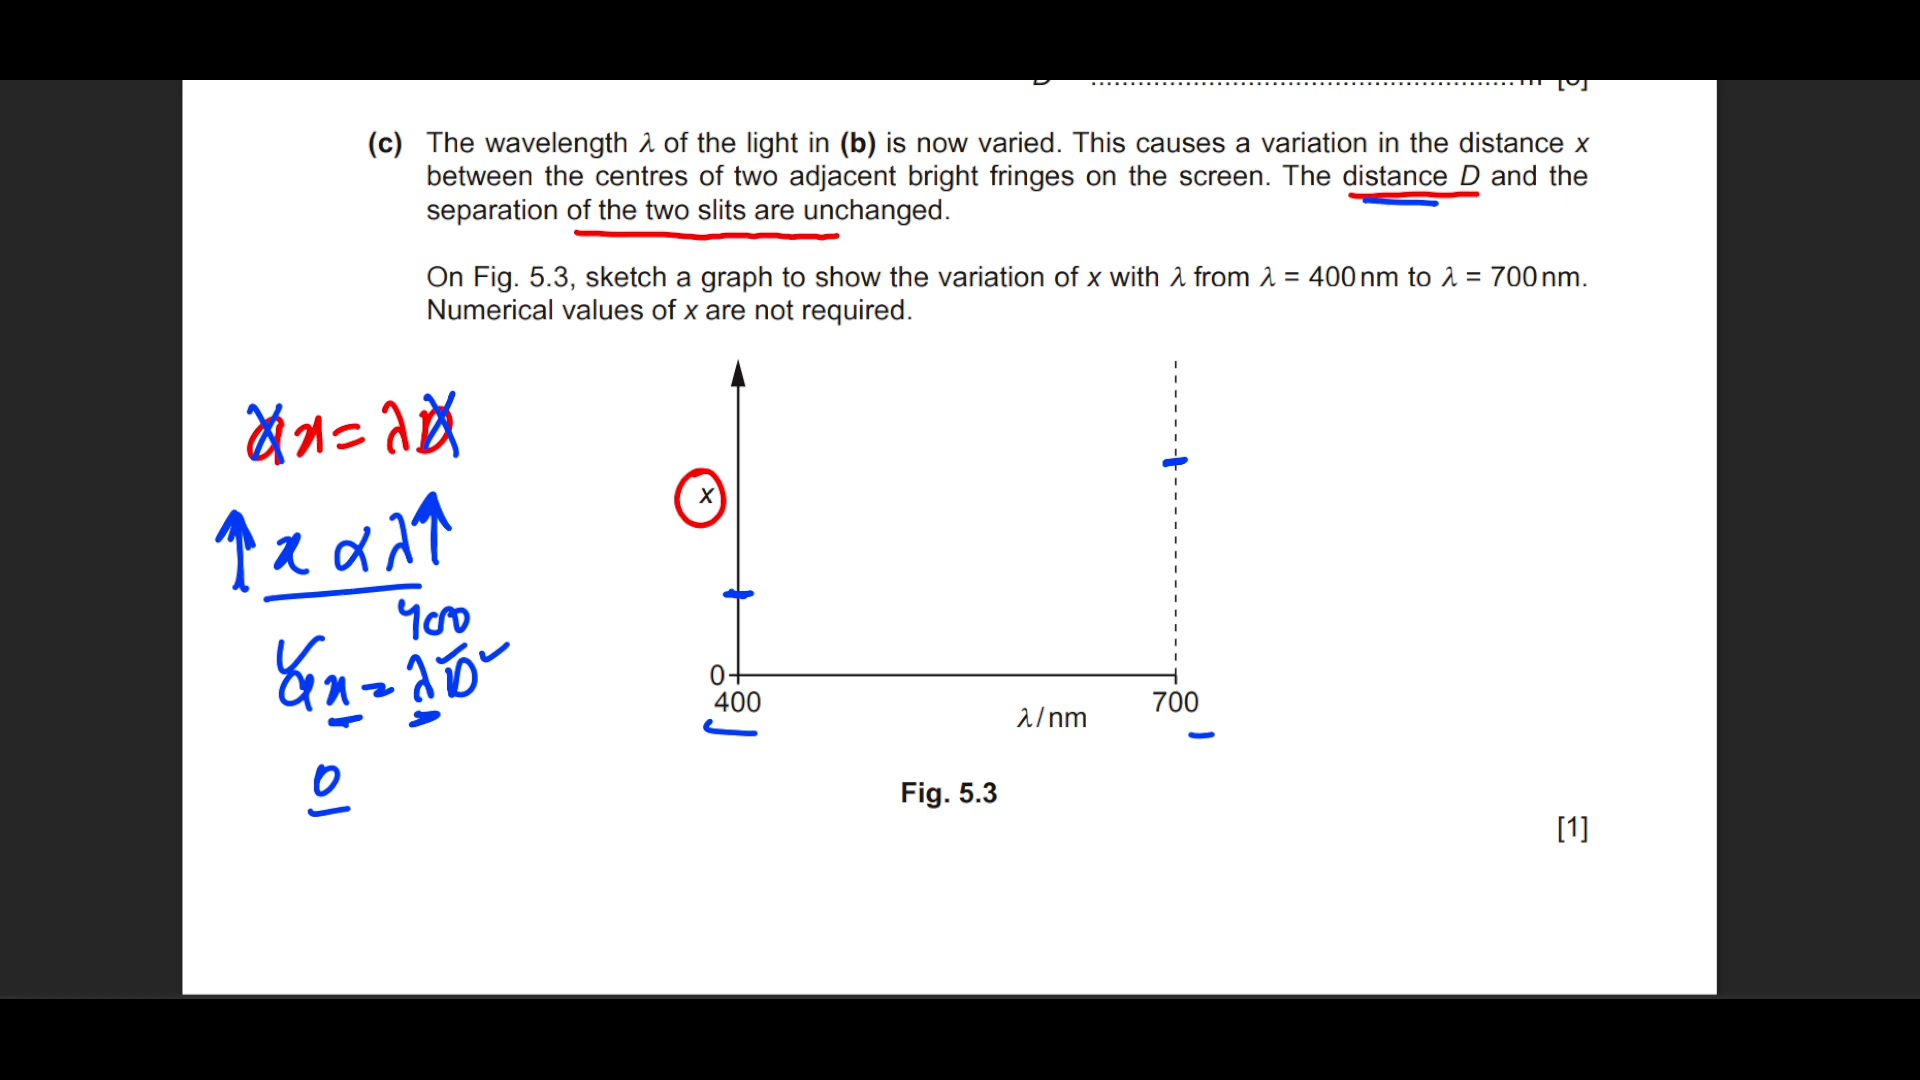 (c) The wavelength λ of the light in (b) is now varied. This causes a variation in the distance x
between the centres of two adjacent bright fringes on the screen. The distance D and the
separation of the two slits are unchanged.
On Fig. 5.3, sketch a graph to show the variation of x with λ from λ = 400 nm to λ = 700 nm.
Numerical values of x are not required.
ax = λD
x ∝ λ
400
ax = λD
0
x
0
400
700
λ/nm
Fig. 5.3
[1]